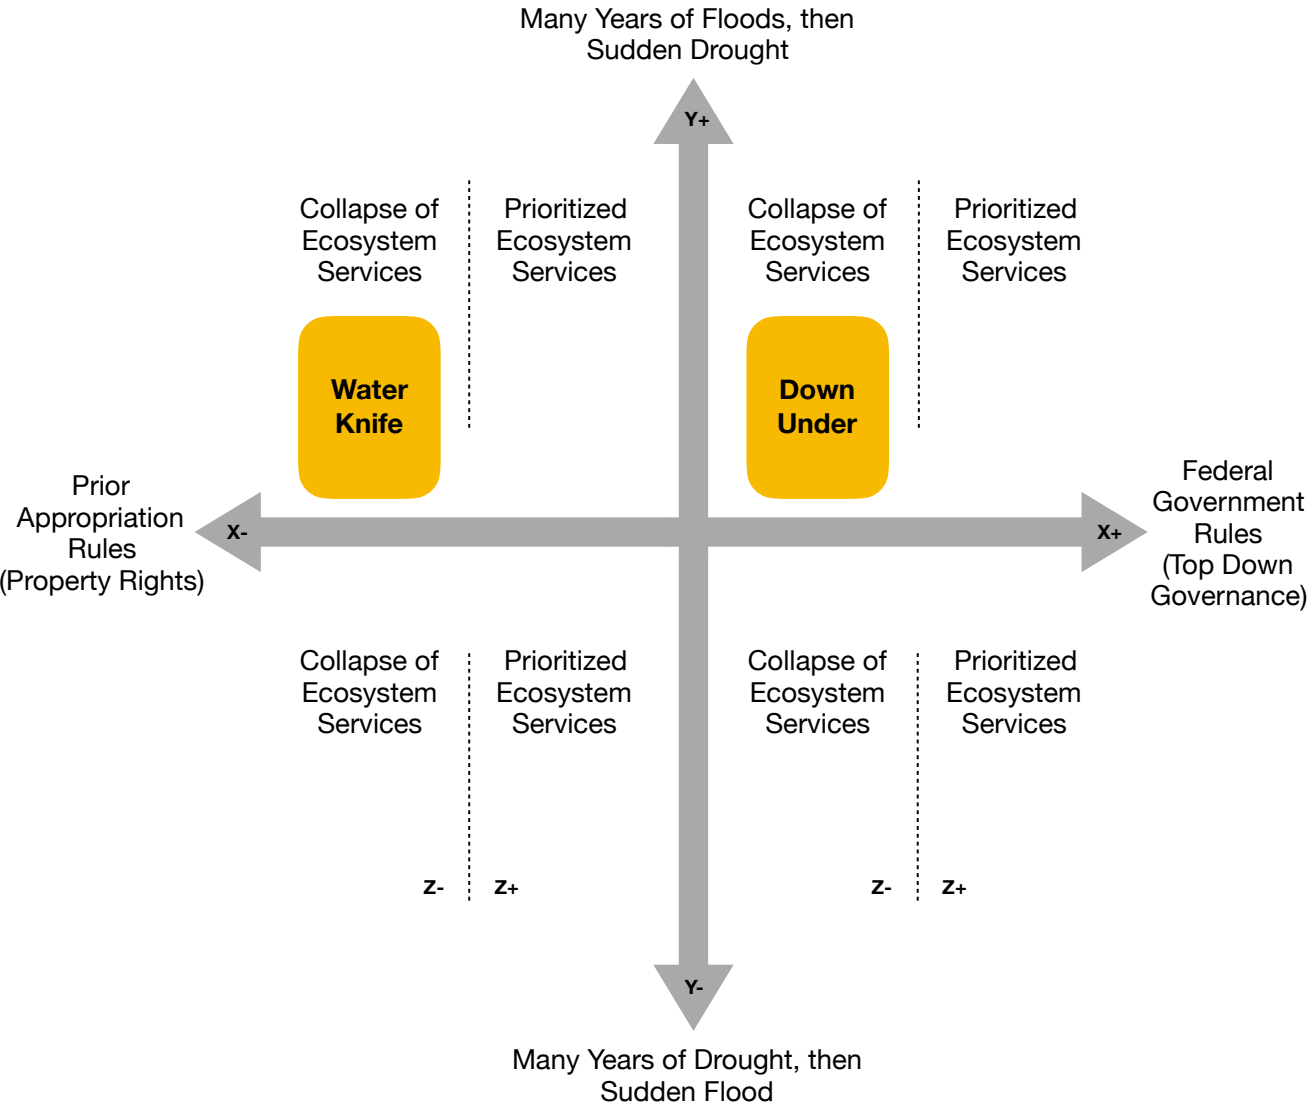 Many Years of Floods, then
Sudden Drought
Y+
Collapse of
Ecosystem
Services
Prioritized
Ecosystem
Services
Collapse of
Ecosystem
Services
Prioritized
Ecosystem
Services
Water
Knife
Down
Under
Prior
Appropriation
Rules
(Property Rights)
X-
X+
Federal
Government
Rules
(Top Down
Governance)
Collapse of
Ecosystem
Services
Prioritized
Ecosystem
Services
Collapse of
Ecosystem
Services
Prioritized
Ecosystem
Services
Z-
Z+
Z-
Z+
Y-
Many Years of Drought, then
Sudden Flood